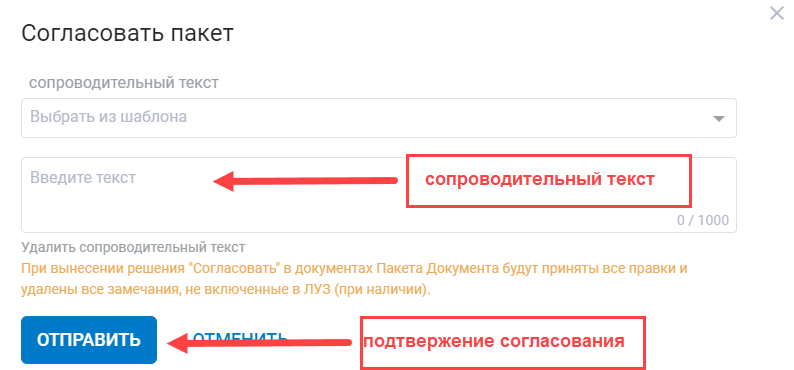 Согласовать пакет
сопроводительный текст
Выбрать из шаблона
Введите текст
сопроводительный текст
0 / 1000
Удалить сопроводительный текст
При вынесении решения "Согласовать" в документах Пакета Документа будут приняты все правки и
удалены все замечания, не включенные в ЛУЗ (при наличии).
ОТПРАВИТЬ ОТМЕНИТЬ подтвержение согласования